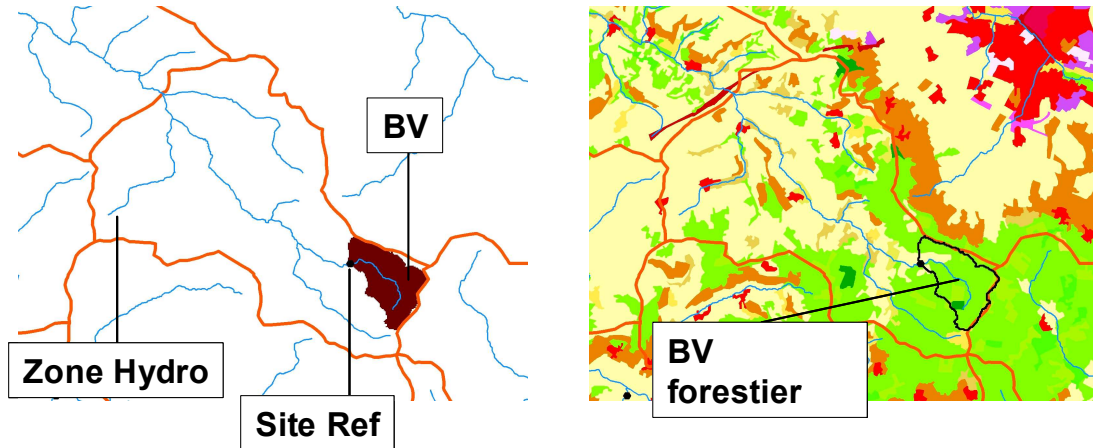 BV
Zone Hydro
Site Ref
BV
forestier